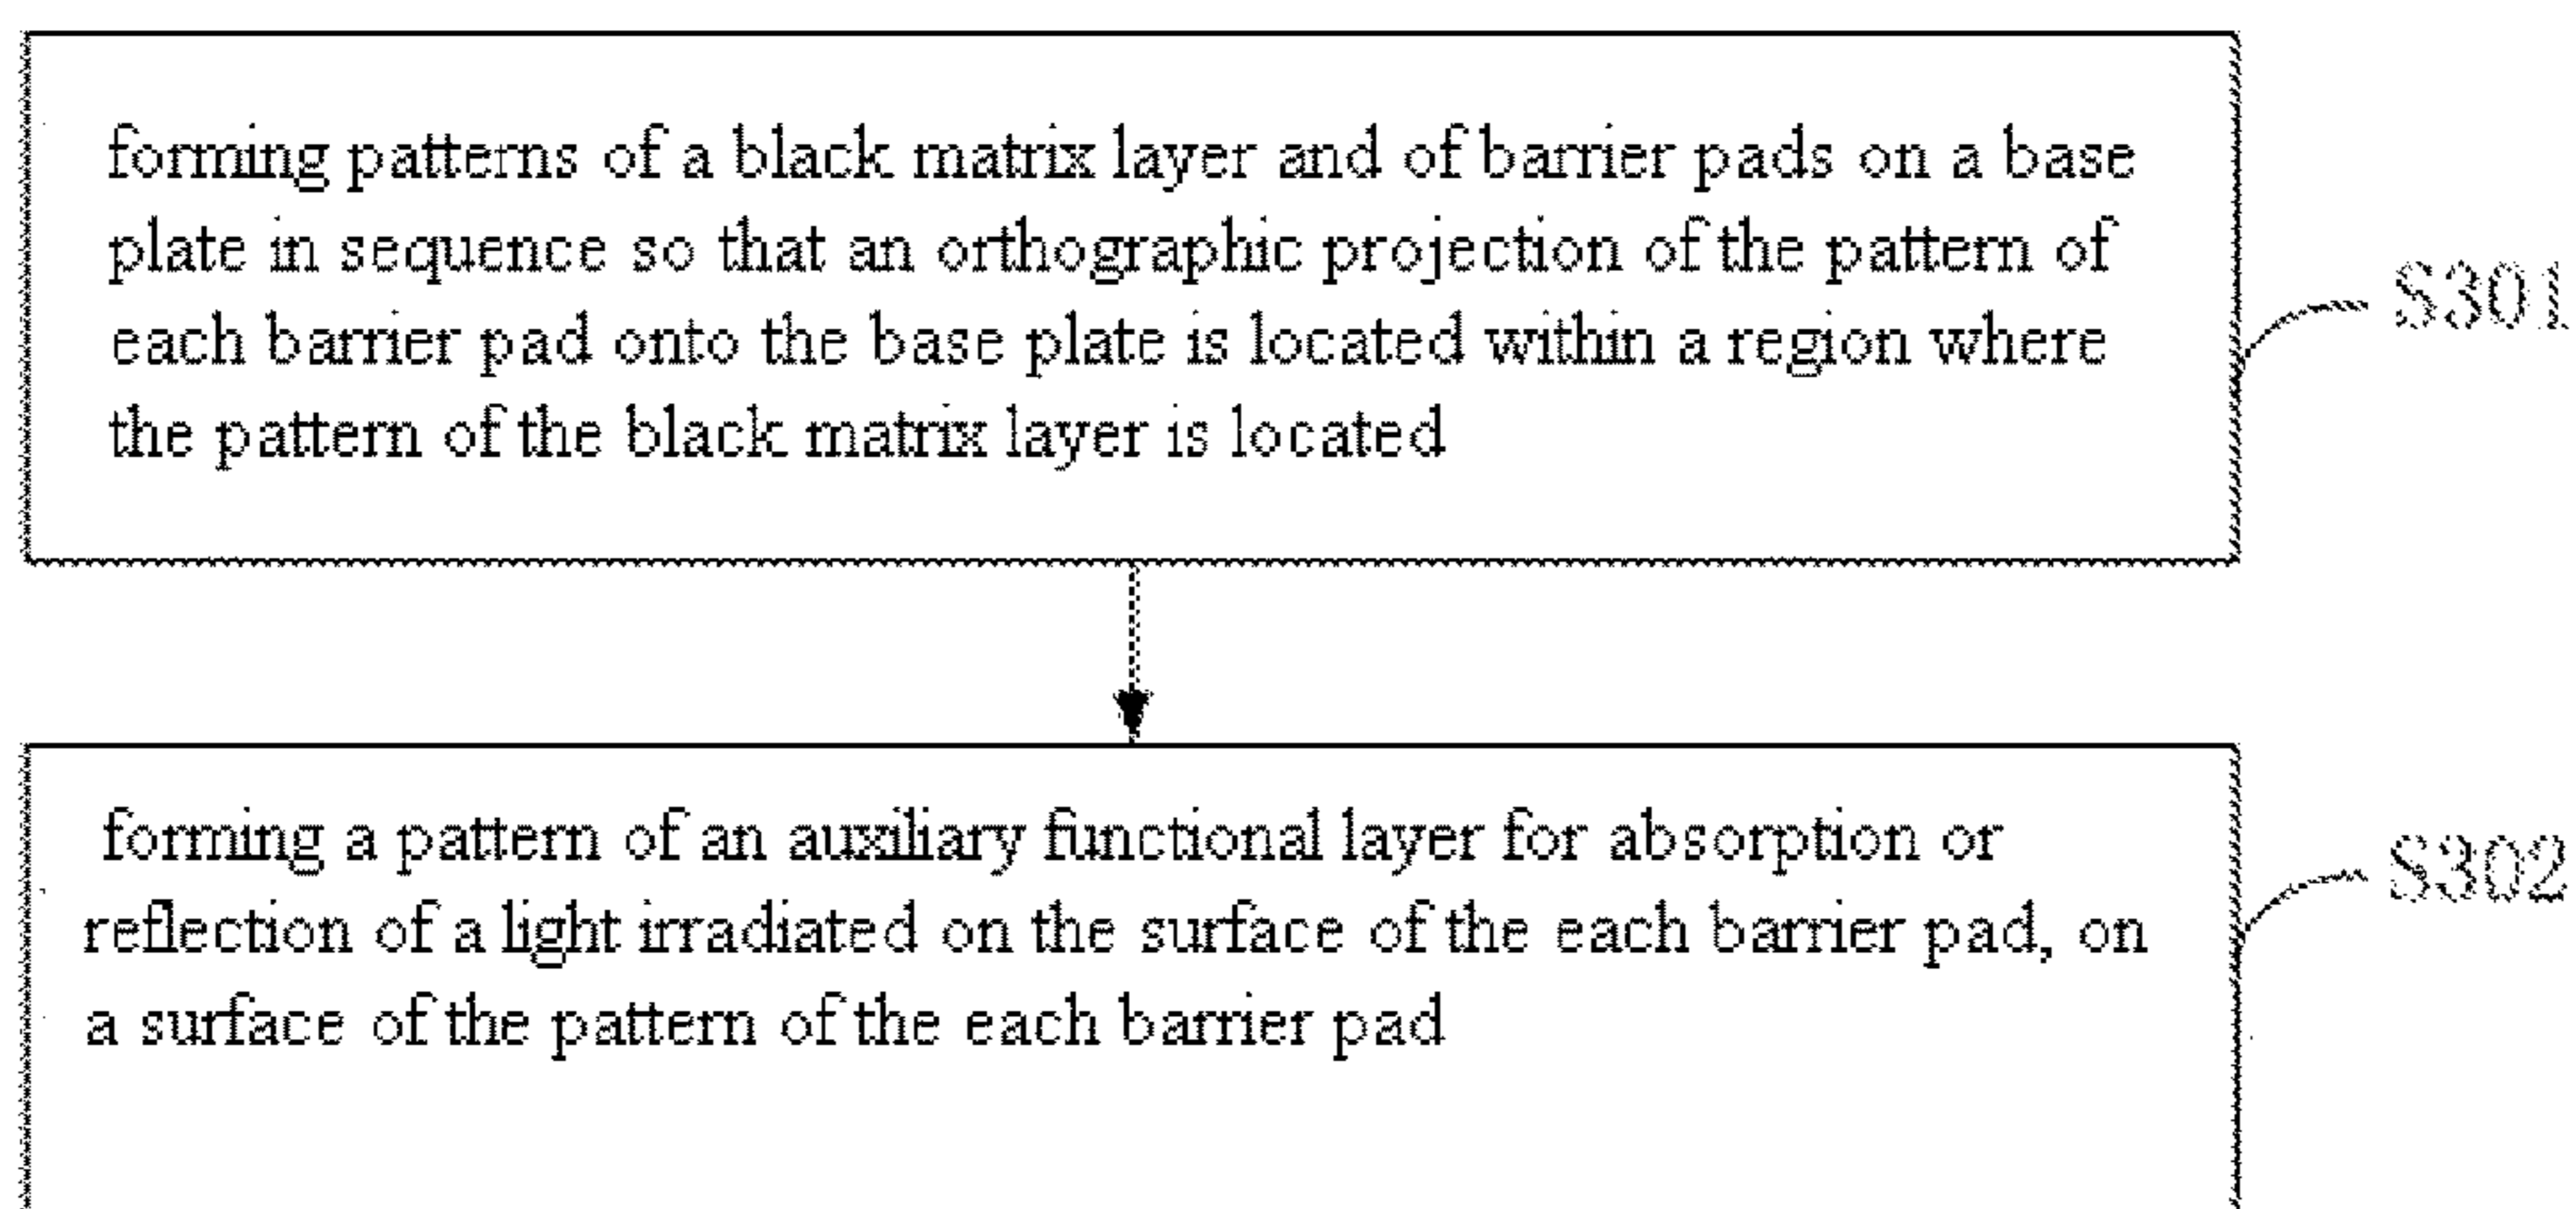 forming patterns of a black matrix layer and of barrier pads on a base
plate in sequence so that an orthographic projection of the pattern of
each barrier pad onto the base plate is located within a region where
the pattern of the black matrix layer is located
S301
forming a pattern of an auxiliary functional layer for absorption or
reflection of a light irradiated on the surface of the each barrier pad, on
a surface of the pattern of the each barrier pad
S302